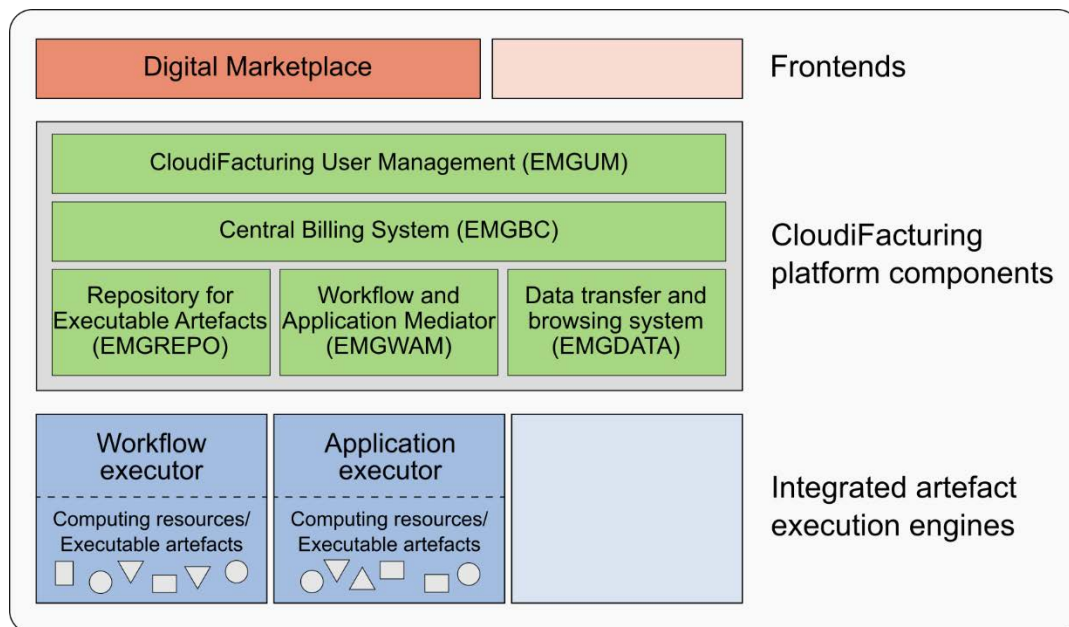 Digital Marketplace
Frontends
CloudiFacturing User Management (EMGUM)
Central Billing System (EMGBC)
Repository for
Executable Artefacts
(EMGREPO)
Workflow and
Application Mediator
(EMGWAM)
Data transfer and
browsing system
(EMGDATA)
CloudiFacturing
platform components
Workflow
executor
Computing resources/
Executable artefacts
Application
executor
Computing resources/
Executable artefacts
Integrated artefact
execution engines